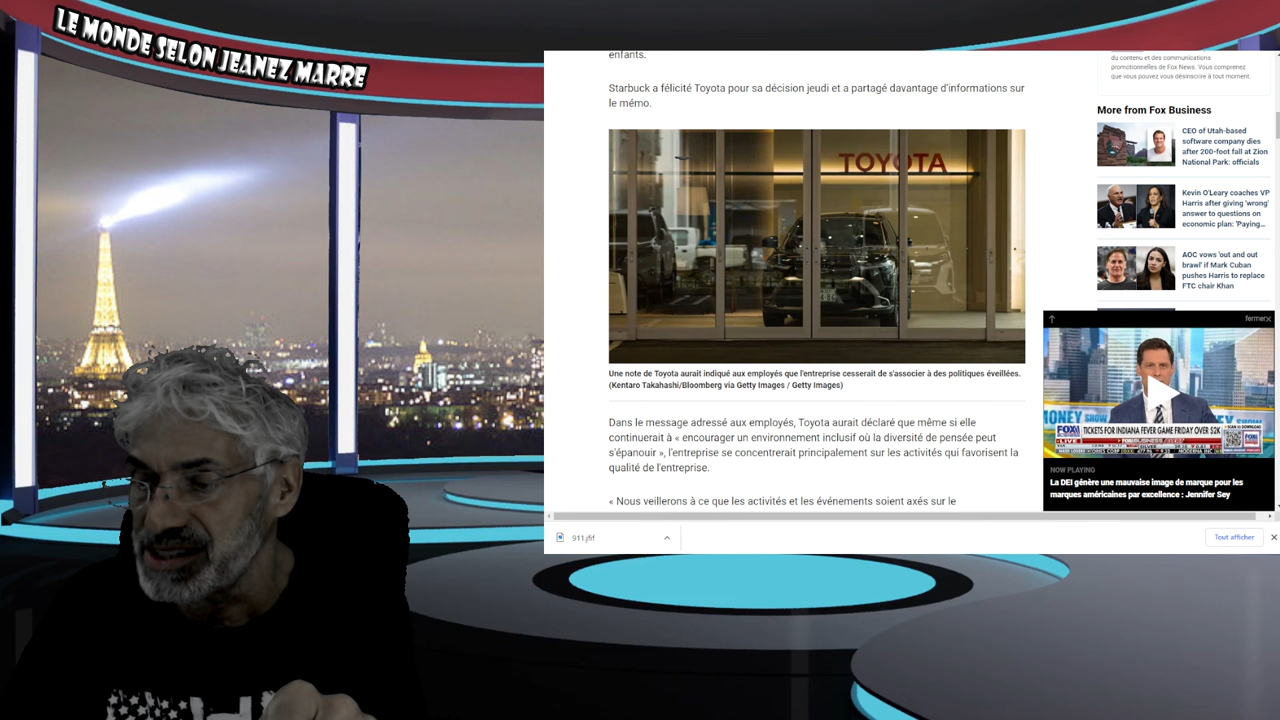 LE MONDE SELON JEANEZ MARRE
enfants.
Starbuck a félicité Toyota pour sa décision jeudi et a partagé davantage d'informations sur
le mémo.
TOYOTA
Une note de Toyota aurait indiqué aux employés que l'entreprise cesserait de s'associer à des politiques éveillées.
(Kentaro Takahashi/Bloomberg via Getty Images / Getty Images)
Dans le message adressé aux employés, Toyota aurait déclaré que même si elle
continuerait à « encourager un environnement inclusif où la diversité de pensée peut
s'épanouir », l'entreprise se concentrerait principalement sur les activités qui favorisent la
qualité de l'entreprise.
« Nous veillerons à ce que les activités et les événements soient axés sur le
du contenu et des communications
promotionnelles de Fox News. Vous comprenez
que vous pouvez vous désinscrire à tout moment.
More from Fox Business
CEO of Utah-based
software company dies
after 200-foot fall at Zion
National Park: officials
Kevin O'Leary coaches VP
Harris after giving 'wrong'
answer to questions on
economic plan: 'Paying...
AOC vows 'out and out
brawl' if Mark Cuban
pushes Harris to replace
FTC chair Khan
fermer
MONEY SHOW
FOX BUSINESS
TICKETS FOR INDIANA FEVER GAME FRIDAY OVER $2K
NOW PLAYING
La DEI génère une mauvaise image de marque pour les
marques américaines par excellence : Jennifer Sey
911.jfif
Tout afficher